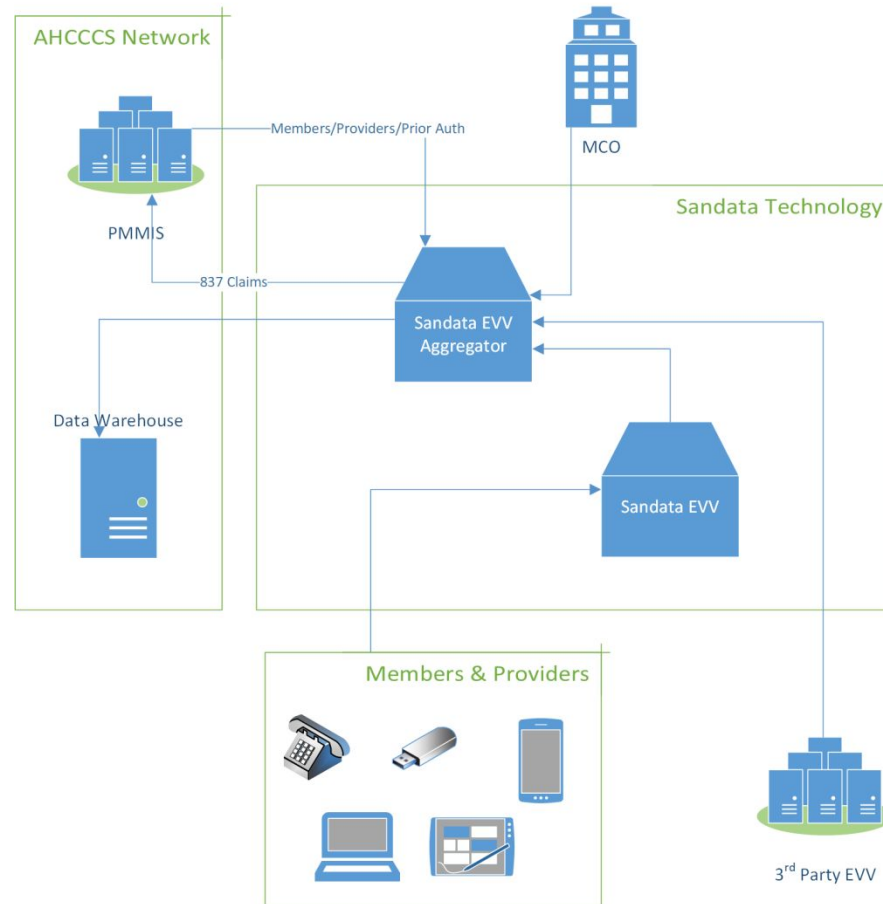 AHCCCS Network
Members/Providers/Prior Auth
MCO
Sandata Technology
PMMIS
837 Claims
Sandata EVV
Aggregator
Data Warehouse
Sandata EVV
Members & Providers
3rd Party EVV